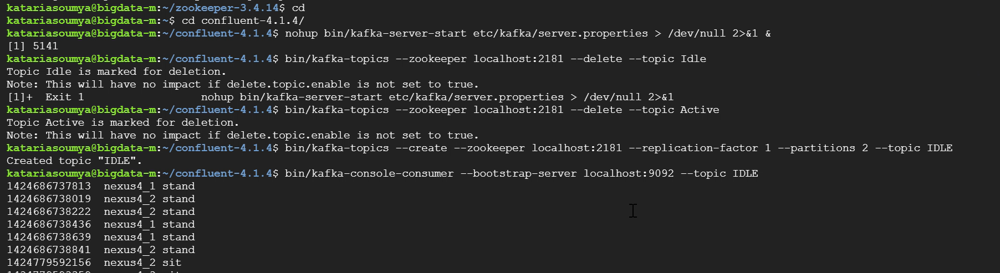 katariasoumya@bigdata-m:~/zookeeper-3.4.14$ cd
katariasoumya@bigdata-m:~$ cd confluent-4.1.4/
katariasoumya@bigdata-m:~/confluent-4.1.4$ nohup bin/kafka-server-start etc/kafka/server.properties > /dev/null 2>&1 &
[1] 5141
katariasoumya@bigdata-m:~/confluent-4.1.4$ bin/kafka-topics --zookeeper localhost:2181 --delete --topic Idle
Topic Idle is marked for deletion.
Note: This will have no impact if delete.topic.enable is not set to true.
[1]+  Exit 1                  nohup bin/kafka-server-start etc/kafka/server.properties > /dev/null 2>&1
katariasoumya@bigdata-m:~/confluent-4.1.4$ bin/kafka-topics --zookeeper localhost:2181 --delete --topic Active
Topic Active is marked for deletion.
Note: This will have no impact if delete.topic.enable is not set to true.
katariasoumya@bigdata-m:~/confluent-4.1.4$ bin/kafka-topics --create --zookeeper localhost:2181 --replication-factor 1 --partitions 2 --topic IDLE
Created topic "IDLE".
katariasoumya@bigdata-m:~/confluent-4.1.4$ bin/kafka-console-consumer --bootstrap-server localhost:9092 --topic IDLE
1424686737813  nexus4_1 stand
1424686738019  nexus4_2 stand
1424686738222  nexus4_2 stand
1424686738436  nexus4_1 stand
1424686738639  nexus4_1 stand
1424686738841  nexus4_2 stand
1424779592156  nexus4_2 sit